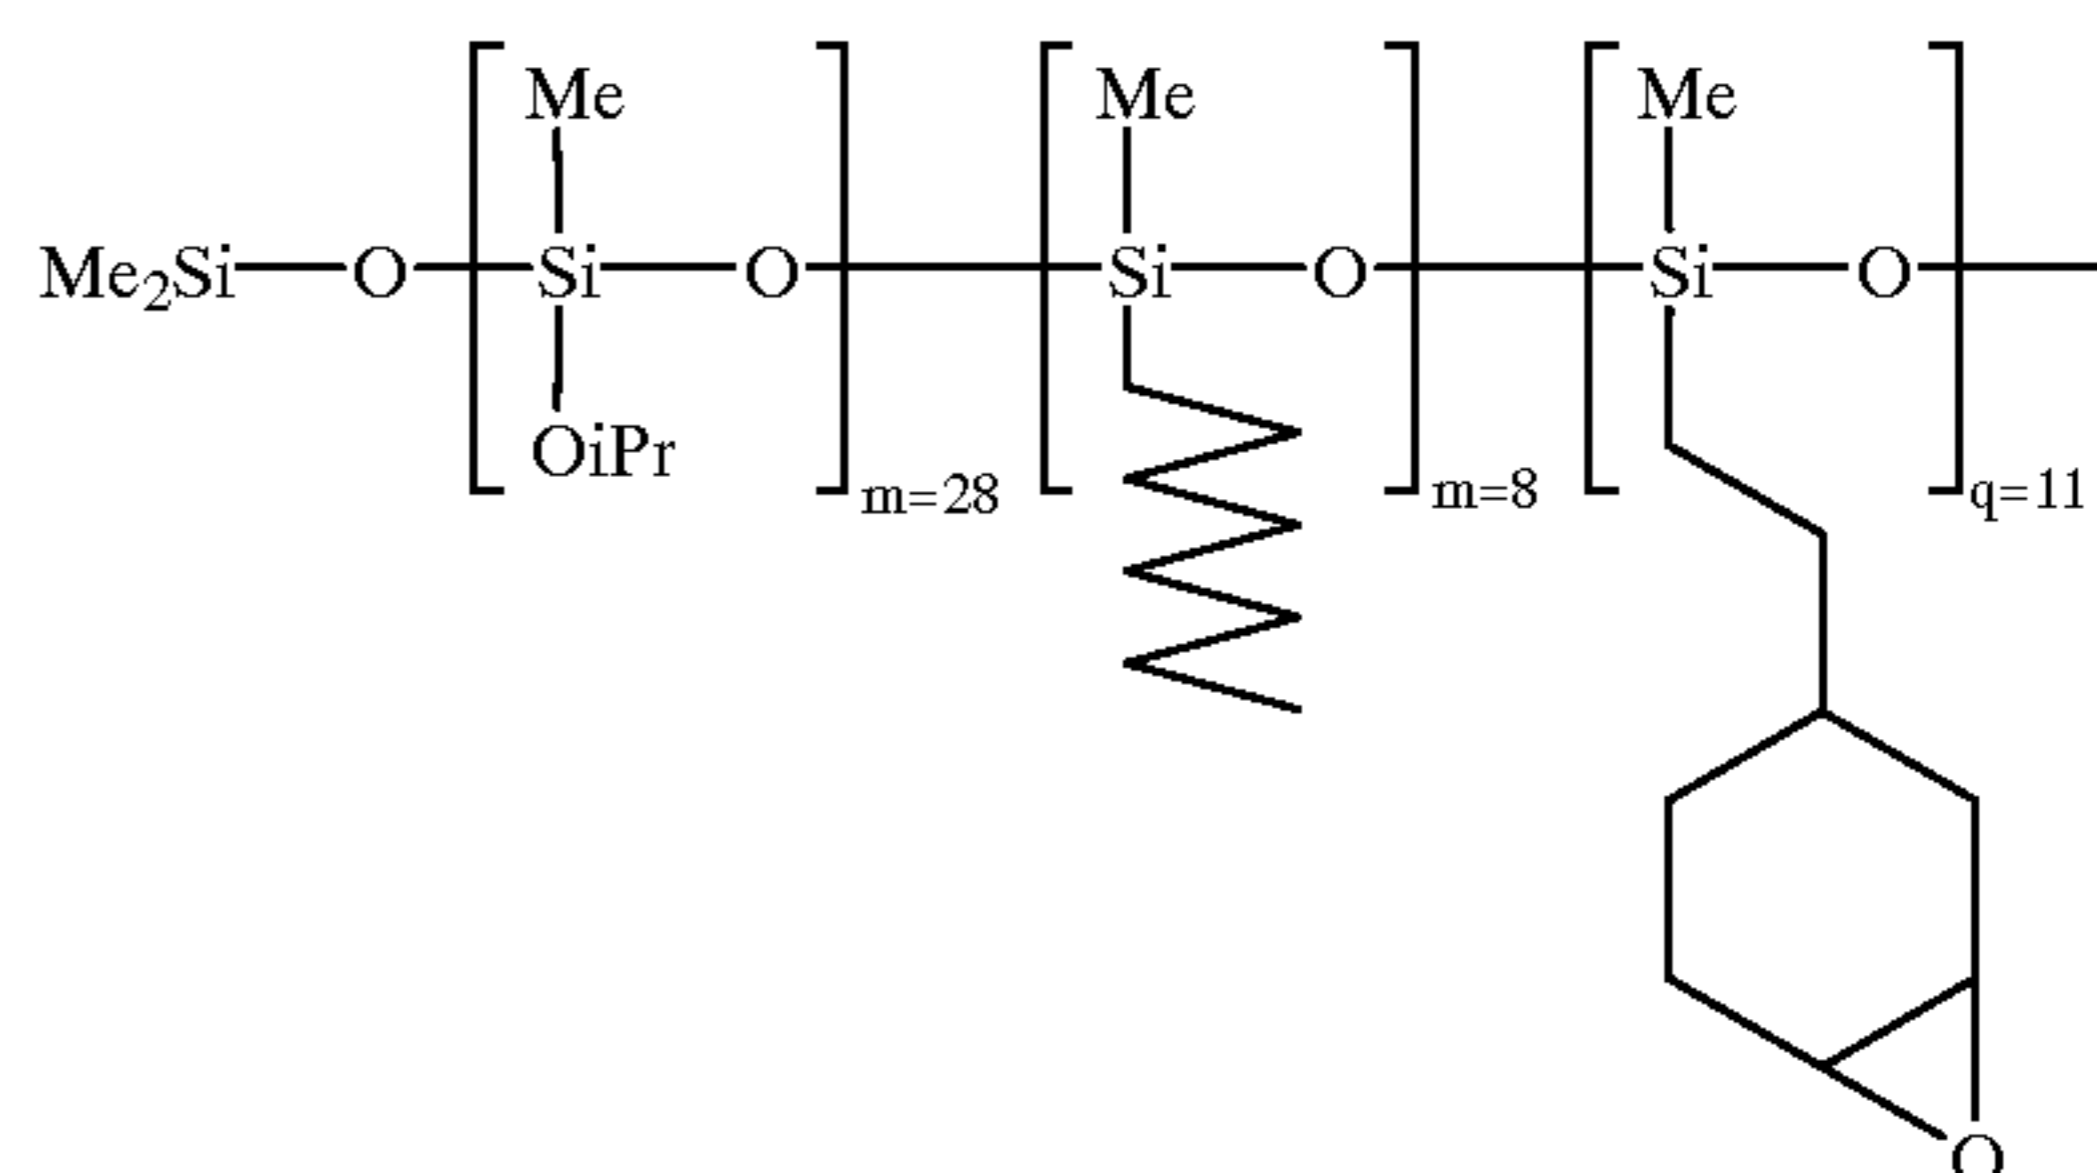 Me Me Me
Me₂Si O Si O Si O Si O
OiPr
m=28 m=8 q=11
O